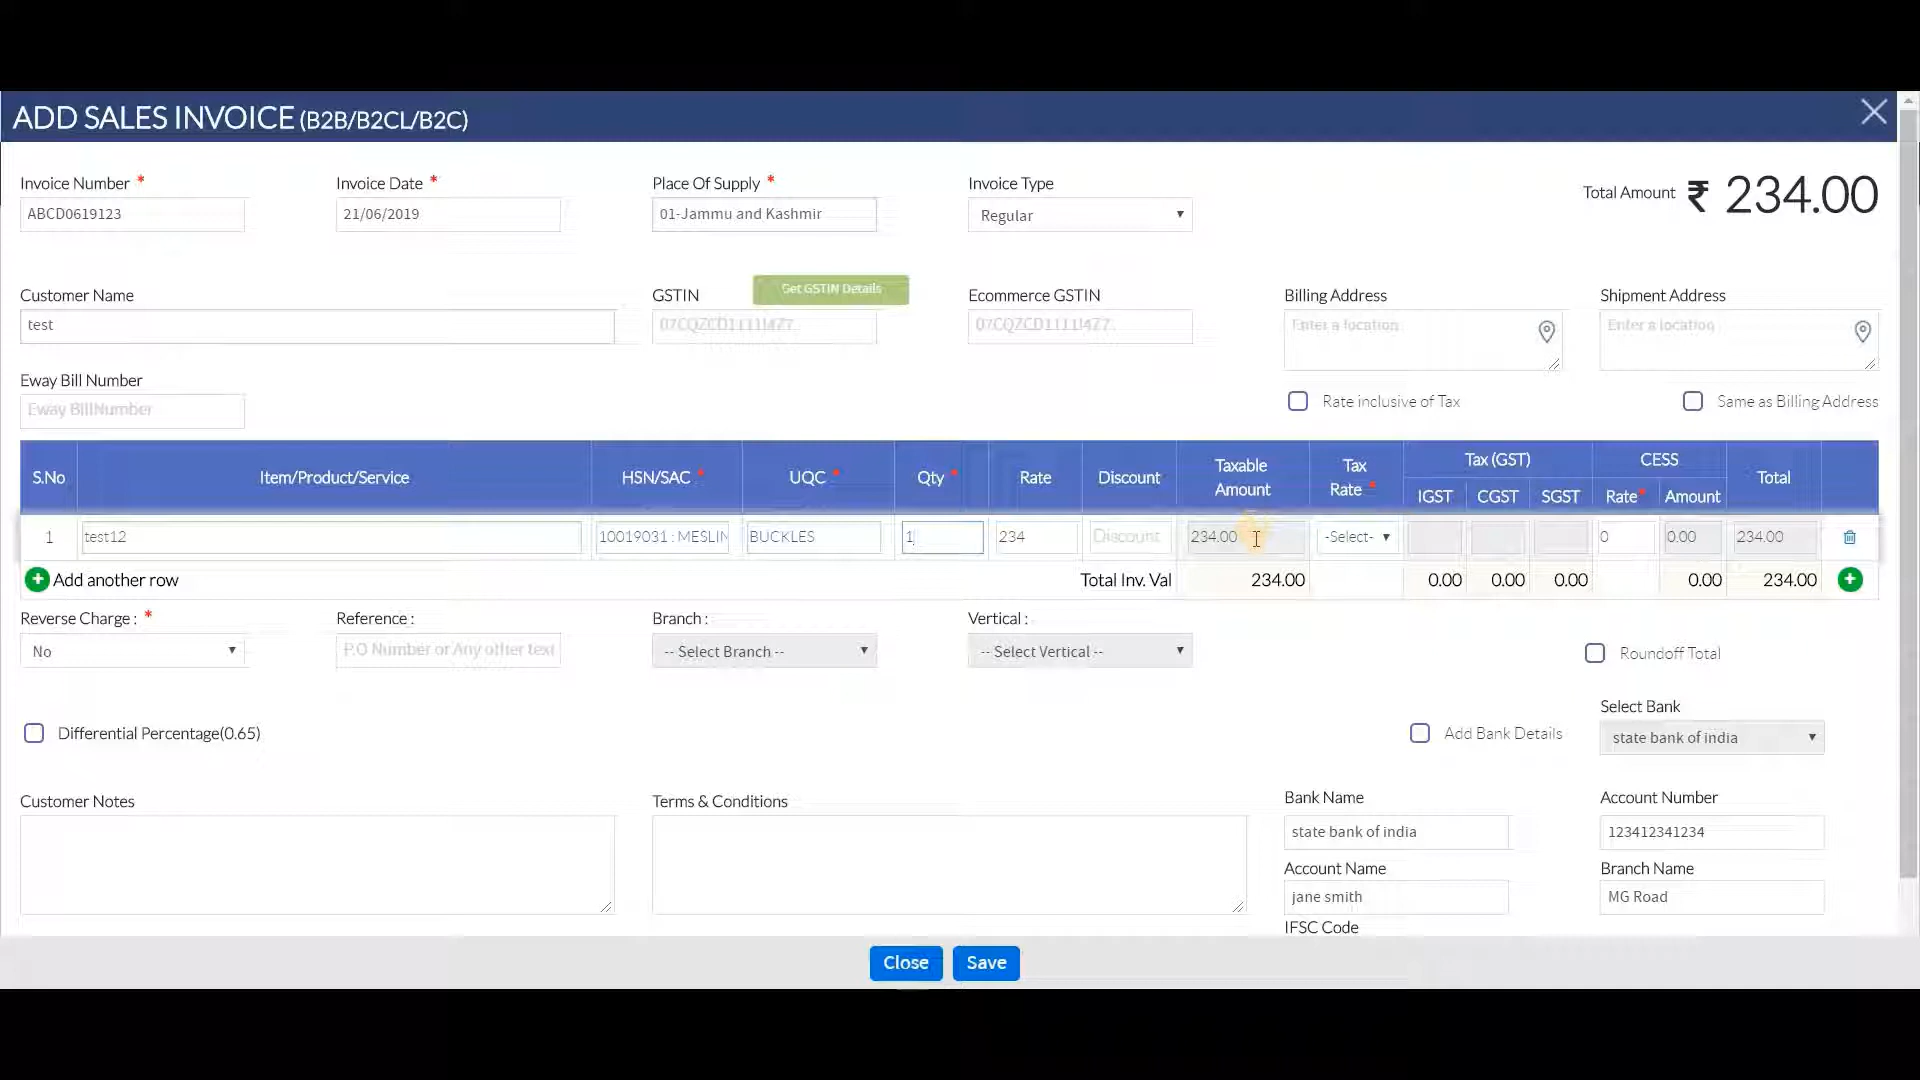 ADD SALES INVOICE (B2B/B2CL/B2C)
Invoice Number *
Invoice Date *
Place Of Supply *
Invoice Type
Total Amount ₹ 234.00
ABCD0619123
21/06/2019
01-Jammu and Kashmir
Regular
Customer Name
GSTIN
Get GSTIN Details
Ecommerce GSTIN
Billing Address
Shipment Address
test
Enter a location
Enter a location
Eway Bill Number
Eway BillNumber
Rate inclusive of Tax
Same as Billing Address
S.No
Item/Product/Service
HSN/SAC *
UQC *
Qty *
Rate
Discount
Taxable Amount
Tax Rate *
Tax (GST)
IGST
CGST
SGST
CESS
Rate*
Amount
Total
1
test12
10019031 : MESLIN
BUCKLES
1
234
Discount
234.00
-Select-
0
0.00
234.00
Add another row
Total Inv. Val
234.00
0.00
0.00
0.00
0.00
234.00
Reverse Charge : *
Reference :
Branch :
Vertical :
No
P.O Number or Any other text
-- Select Branch --
-- Select Vertical --
Roundoff Total
Differential Percentage(0.65)
Add Bank Details
Select Bank
state bank of india
Customer Notes
Terms & Conditions
Bank Name
Account Number
state bank of india
123412341234
Account Name
Branch Name
jane smith
MG Road
IFSC Code
Close
Save